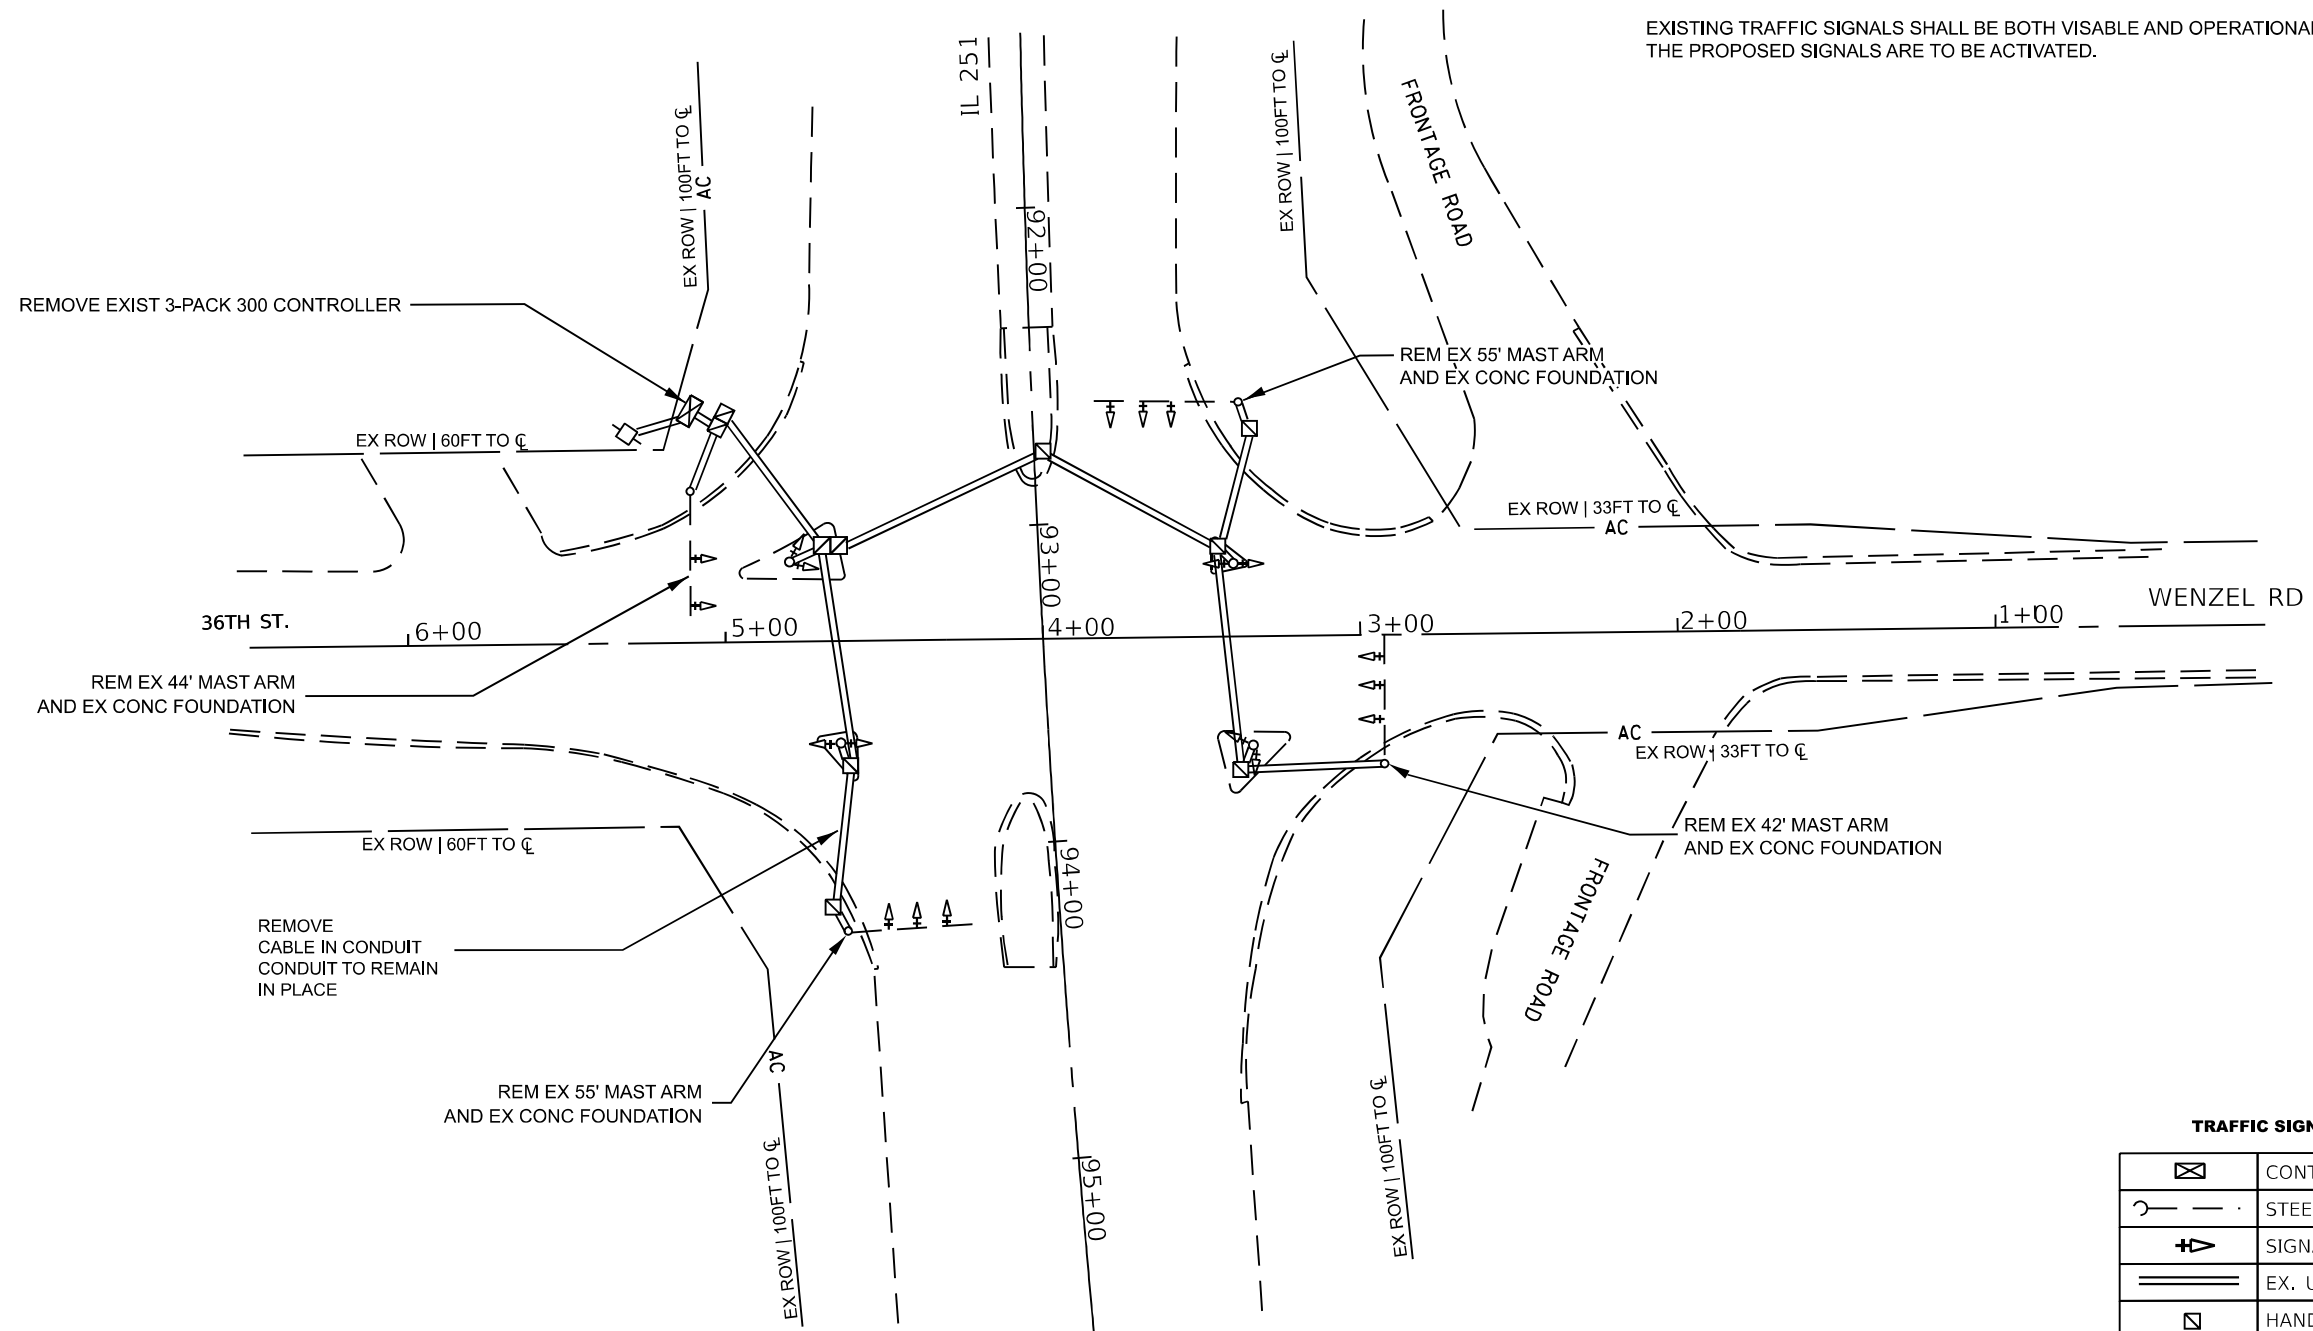 EXISTING TRAFFIC SIGNALS SHALL BE BOTH VISABLE AND OPERATIONAL
THE PROPOSED SIGNALS ARE TO BE ACTIVATED.
IL 251
EX ROW | 100FT TO ℄
AC
EX ROW | 100FT TO ℄
FRONTAGE ROAD
92+00
REMOVE EXIST 3-PACK 300 CONTROLLER
REM EX 55' MAST ARM
AND EX CONC FOUNDATION
EX ROW | 60FT TO ℄
EX ROW | 33FT TO ℄
AC
93+00
36TH ST.
6+00
5+00
4+00
3+00
2+00
1+00
WENZEL RD
REM EX 44' MAST ARM
AND EX CONC FOUNDATION
AC
EX ROW | 33FT TO ℄
EX ROW | 60FT TO ℄
REM EX 42' MAST ARM
AND EX CONC FOUNDATION
94+00
FRONTAGE ROAD
REMOVE
CABLE IN CONDUIT
CONDUIT TO REMAIN
IN PLACE
AC
REM EX 55' MAST ARM
AND EX CONC FOUNDATION
EX ROW | 100FT TO ℄
EX ROW | 100FT TO ℄
95+00
TRAFFIC SIGN
CONT
STEE
SIGN
EX. U
HAND